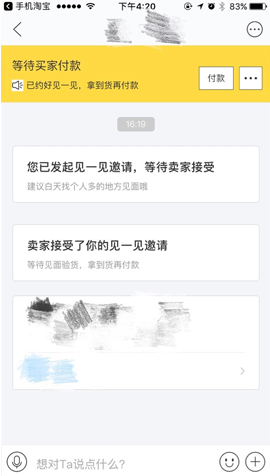 手机淘宝
下午4:20
83%
等待买家付款
已约好见一见，拿到货再付款
付款
16:19
您已发起见一见邀请，等待卖家接受
建议白天找个人多的地方见面哦
卖家接受了你的见一见邀请
等待见面验货，拿到货再付款
想对Ta说点什么？